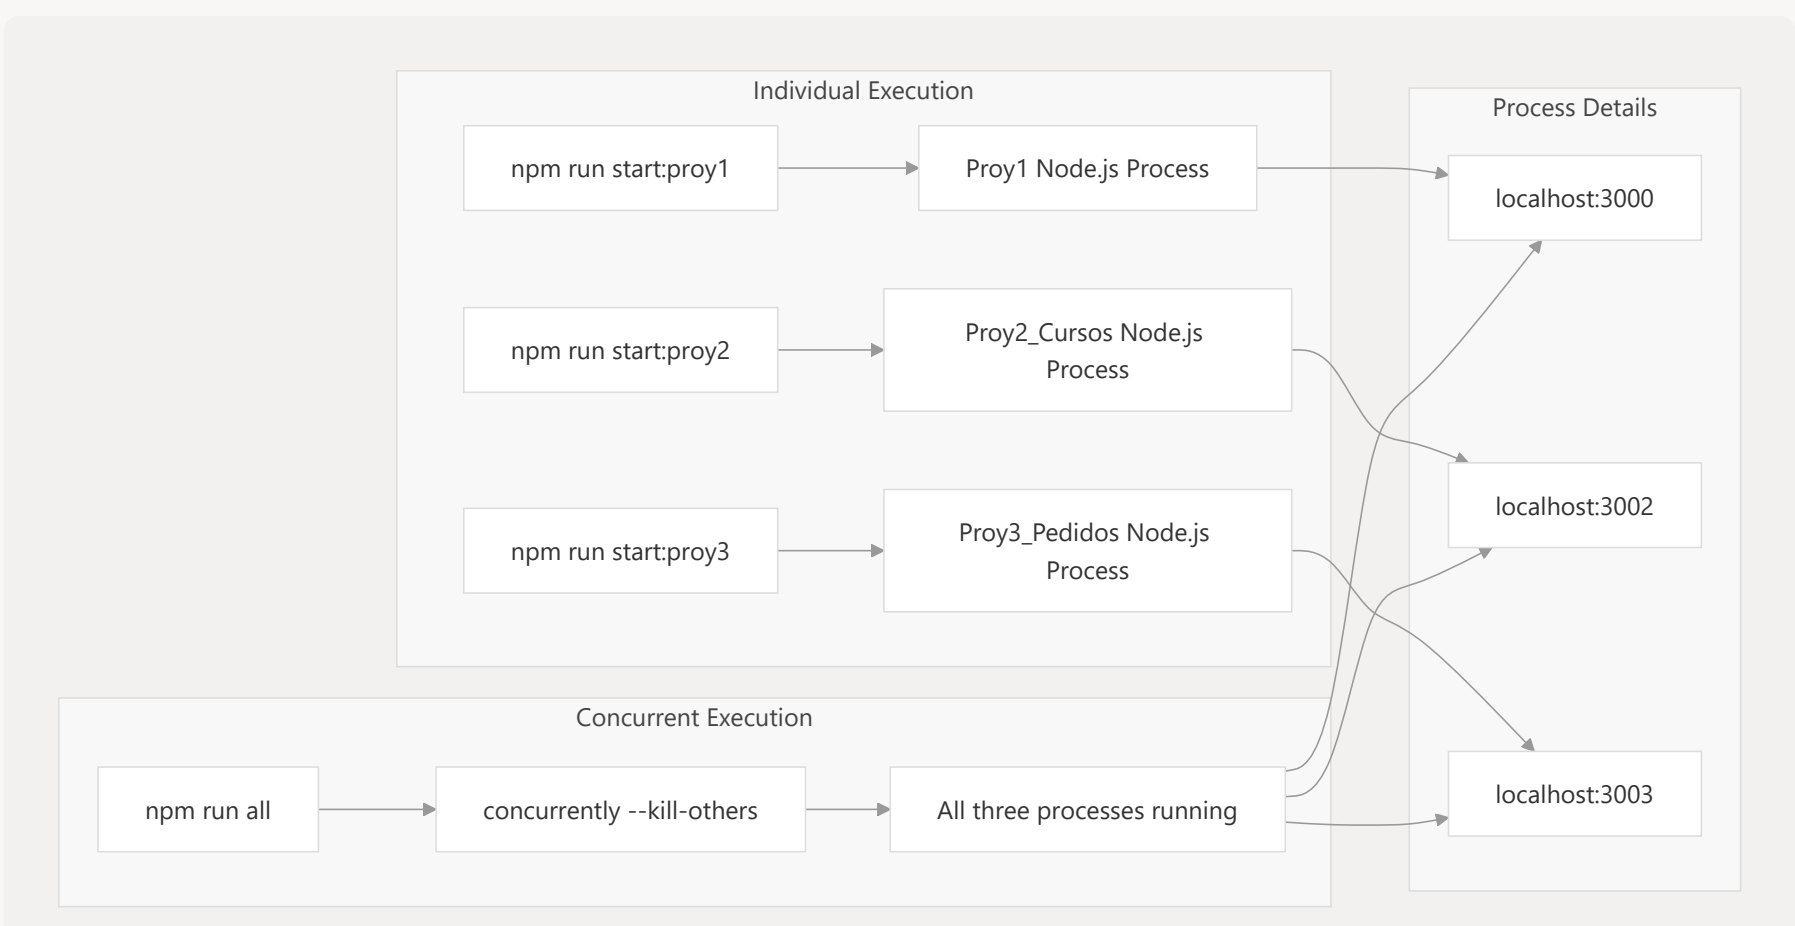 Individual Execution
npm run start:proy1
Proy1 Node.js Process
npm run start:proy2
Proy2_Cursos Node.js
Process
npm run start:proy3
Proy3_Pedidos Node.js
Process
Concurrent Execution
npm run all
concurrently --kill-others
All three processes running
Process Details
localhost:3000
localhost:3002
localhost:3003